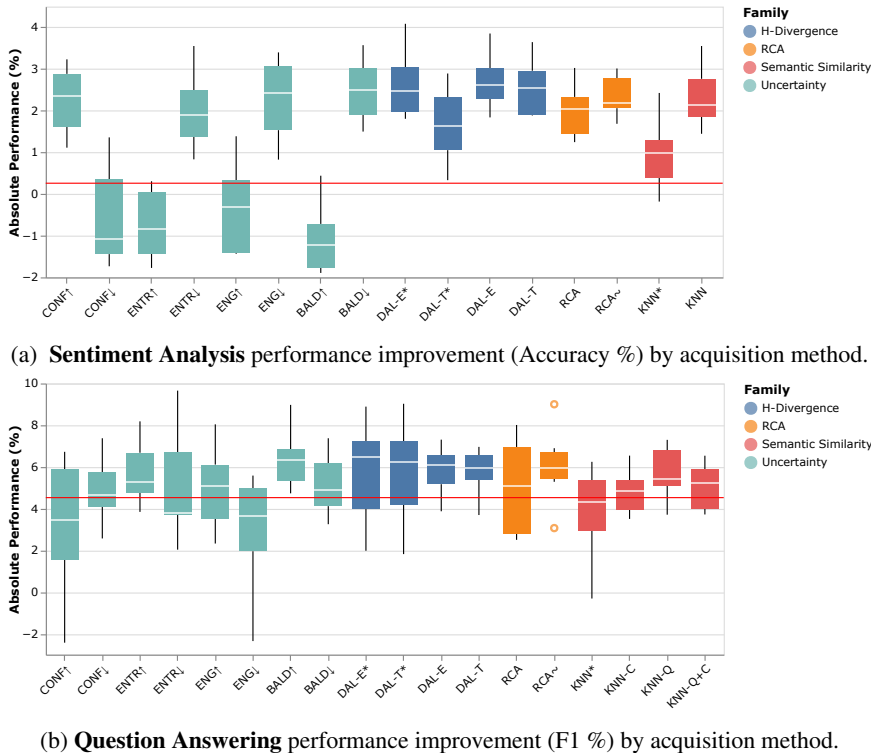 Absolute Performance (%)
4
3
2
1
0
−1
−2
CONF↑
CONF↓
ENTR↑
ENTR↓
ENG↑
ENG↓
BALD↑
BALD↓
DAL-E*
DAL-T*
DAL-E
DAL-T
RCA
RCA~
KNN*
KNN
Family
H-Divergence
RCA
Semantic Similarity
Uncertainty
(a) Sentiment Analysis performance improvement (Accuracy %) by acquisition method.
Absolute Performance (%)
10
8
6
4
2
0
−2
CONF↑
CONF↓
ENTR↑
ENTR↓
ENG↑
ENG↓
BALD↑
BALD↓
DAL-E*
DAL-T*
DAL-E
DAL-T
RCA
RCA~
KNN*
KNN-C
KNN-Q
KNN-Q+C
Family
H-Divergence
RCA
Semantic Similarity
Uncertainty
(b) Question Answering performance improvement (F1 %) by acquisition method.